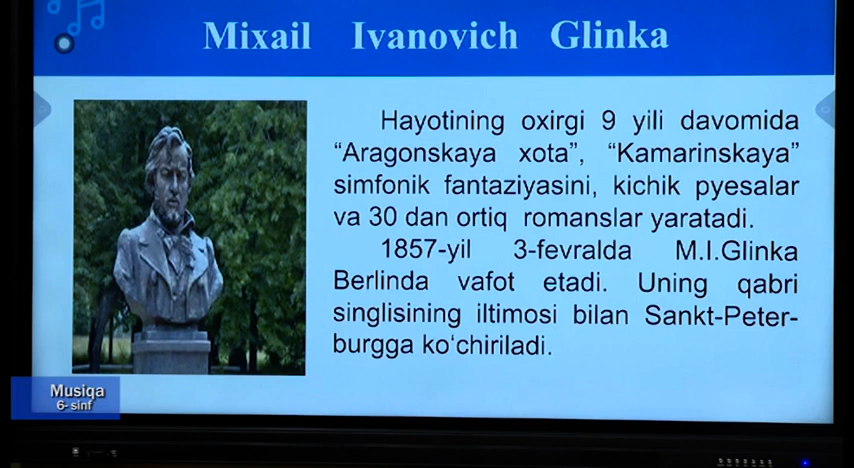 Mixail Ivanovich Glinka
Hayotining oxirgi 9 yili davomida
“Aragonskaya xota”, “Kamarinskaya”
simfonik fantaziyasini, kichik pyesalar
va 30 dan ortiq romanslar yaratadi.
1857-yil 3-fevralda M.I.Glinka
Berlinda vafot etadi. Uning qabri
singlisining iltimosi bilan Sankt-Peter-
burgga ko‘chiriladi.
Musiqa
6- sinf